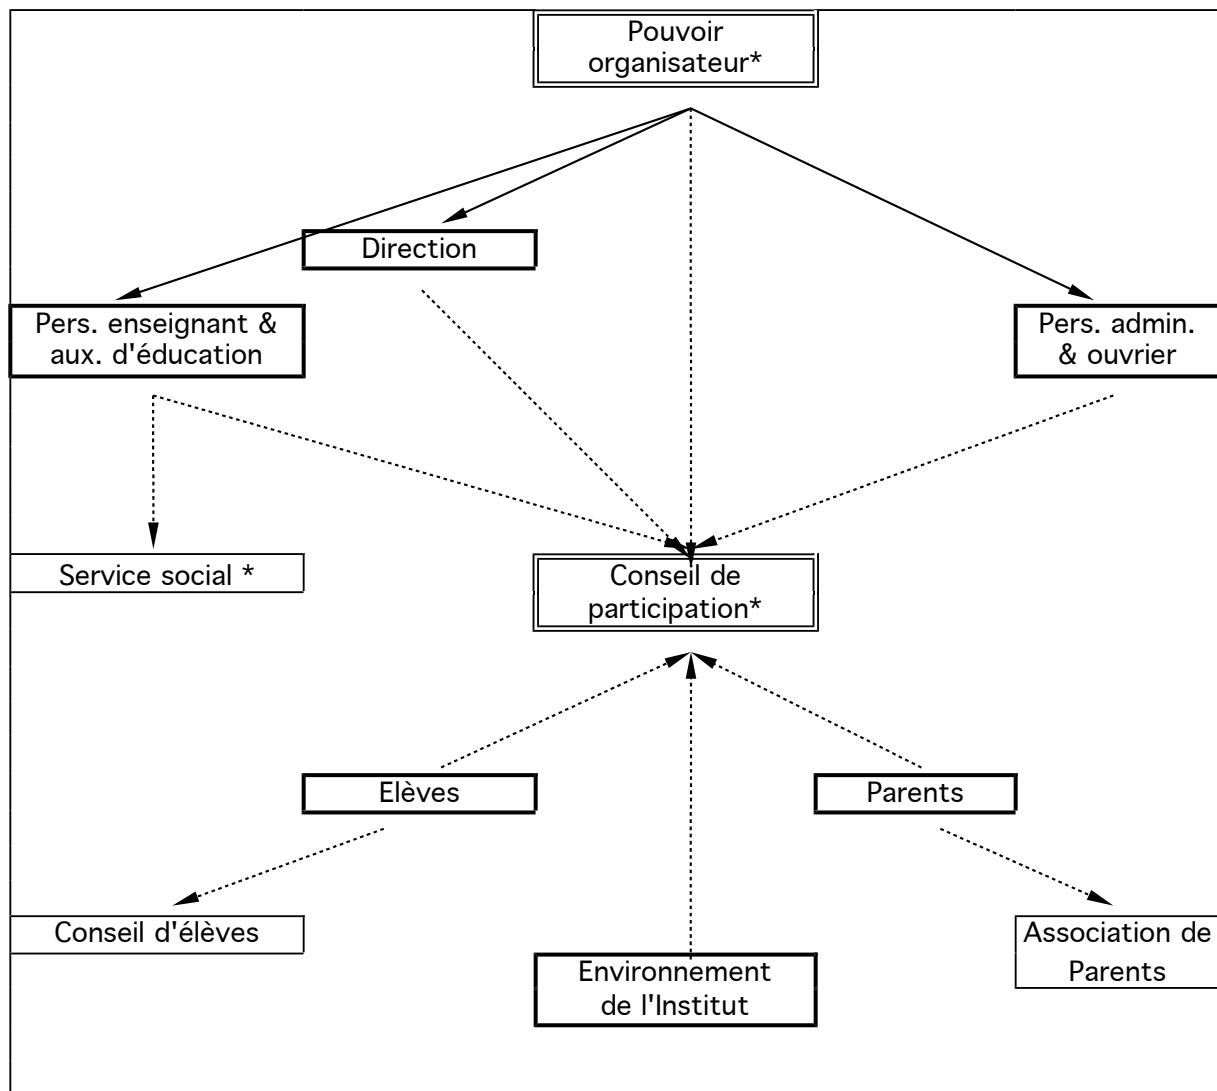 Pouvoir
organisateur*
Direction
Pers. enseignant &
aux. d'éducation
Pers. admin.
& ouvrier
Service social *
Conseil de
participation*
Elèves
Parents
Conseil d'élèves
Association de
Parents
Environnement
de l'Institut